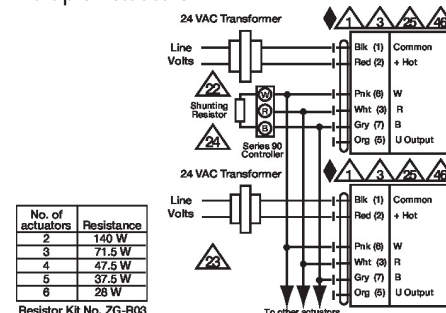 24 VAC Transformer
1 3 25 46
Line
Volts
Blk (1) Common
Red (2) + Hot
22
Pnk (6) W
Wht (3) R
Gry (7) B
Org (5) U Output
Shunting
Resistor
W
R
B
24
Series 90
Controller
24 VAC Transformer
1 3 25 46
Line
Volts
Blk (1) Common
Red (2) + Hot
23
Pnk (6) W
Wht (3) R
Gry (7) B
Org (5) U Output
To other actuators
No. of actuators Resistance
2 140 W
3 71.5 W
4 47.5 W
5 37.5 W
6 28 W
Resistor Kit No. ZG-R03